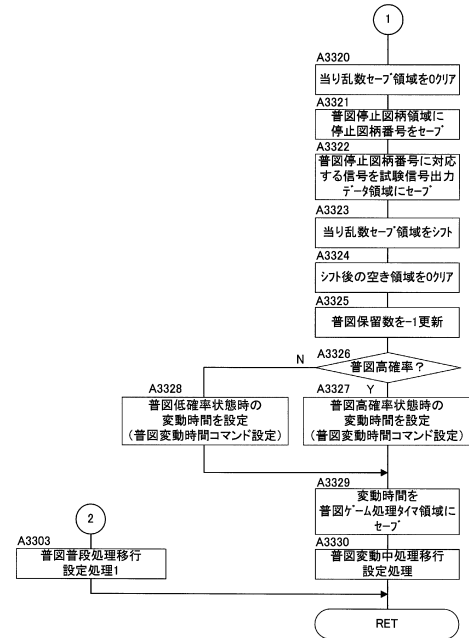 1
A3320
当り乱数セーブ領域を0クリア
A3321
普図停止図柄領域に
停止図柄番号をセーブ
A3322
普図停止図柄番号に対応
する信号を試験信号出力
データ領域にセーブ
A3323
当り乱数セーブ領域をシフト
A3324
シフト後の空き領域を0クリア
A3325
普図保留数を-1更新
A3326
普図高確率？
N
Y
A3328
普図低確率状態時の
変動時間を設定
（普図変動時間コマンド設定）
A3327
普図高確率状態時の
変動時間を設定
（普図変動時間コマンド設定）
A3329
変動時間を
普図ゲーム処理タイマ領域に
セーブ
2
A3303
普図普段処理移行
設定処理1
A3330
普図変動中処理移行
設定処理
RET